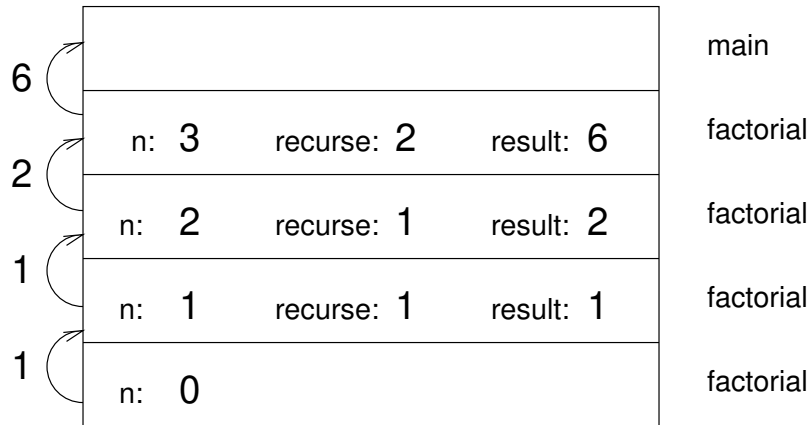 main
6
n: 3 recurse: 2 result: 6 factorial
2
n: 2 recurse: 1 result: 2 factorial
1
n: 1 recurse: 1 result: 1 factorial
1
n: 0 factorial